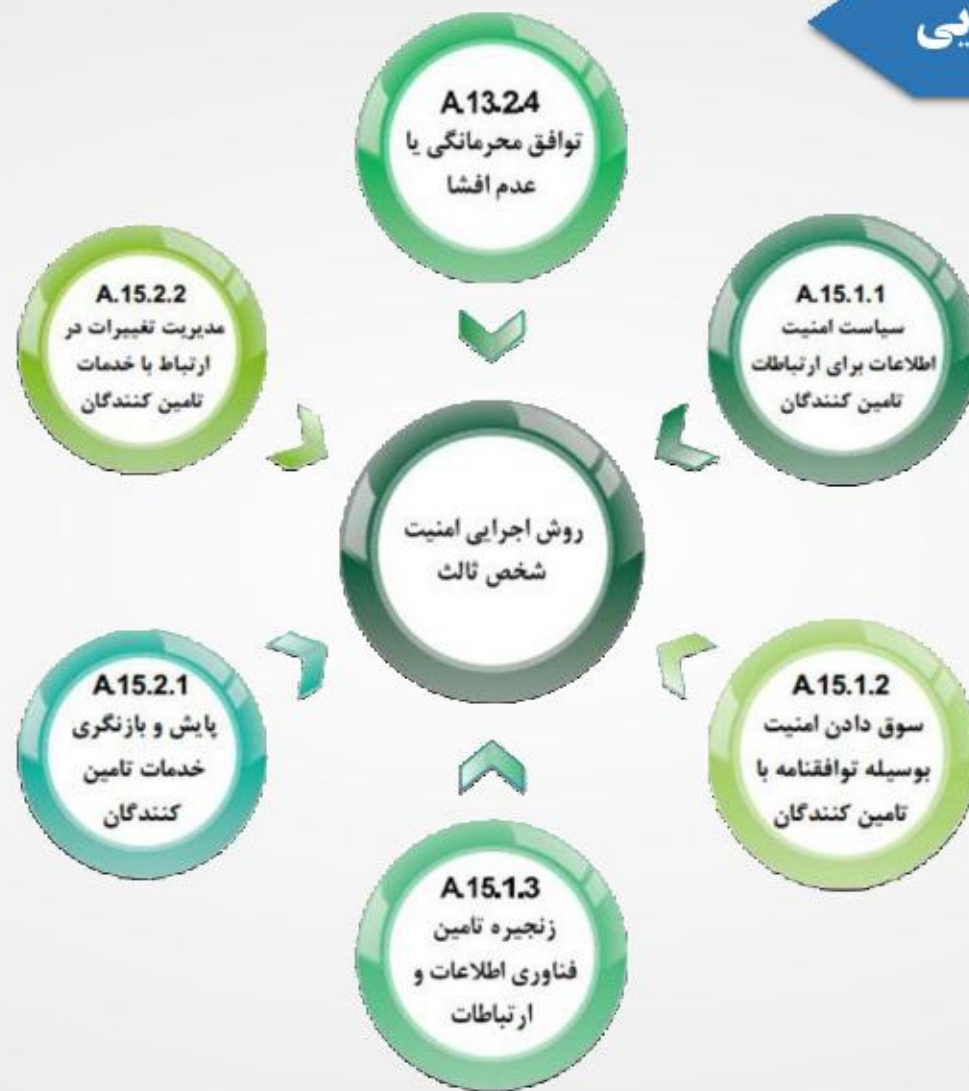 A.13.2.4
توافق محرمانگی یا
عدم افشا
A.15.1.1
سیاست امنیت
اطلاعات برای ارتباطات
تامین کنندگان
A.15.2.2
مدیریت تغییرات در
ارتباط با خدمات
تامین کنندگان
روش اجرایی امنیت
شخص ثالث
A.15.1.2
سوق دادن امنیت
بوسیله توافقنامه با
تامین کنندگان
A.15.2.1
پایش و بازنگری
خدمات تامین
کنندگان
A.15.1.3
زنجیره تامین
فناوری اطلاعات و
ارتباطات